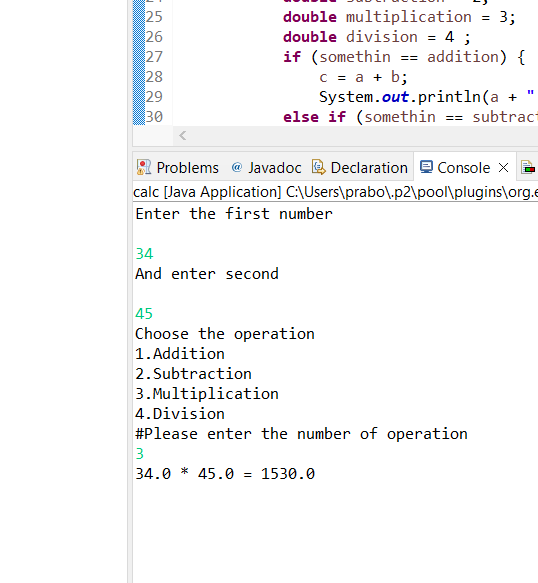 double subtraction = 2;
25 double multiplication = 3;
26 double division = 4 ;
27 if (somethin == addition) {
28 c = a + b;
29 System.out.println(a + "
30 else if (somethin == subtract
Problems @ Javadoc Declaration Console
calc [Java Application] C:\Users\prabo\.p2\pool\plugins\org.e
Enter the first number
34
And enter second
45
Choose the operation
1.Addition
2.Subtraction
3.Multiplication
4.Division
#Please enter the number of operation
3
34.0 * 45.0 = 1530.0